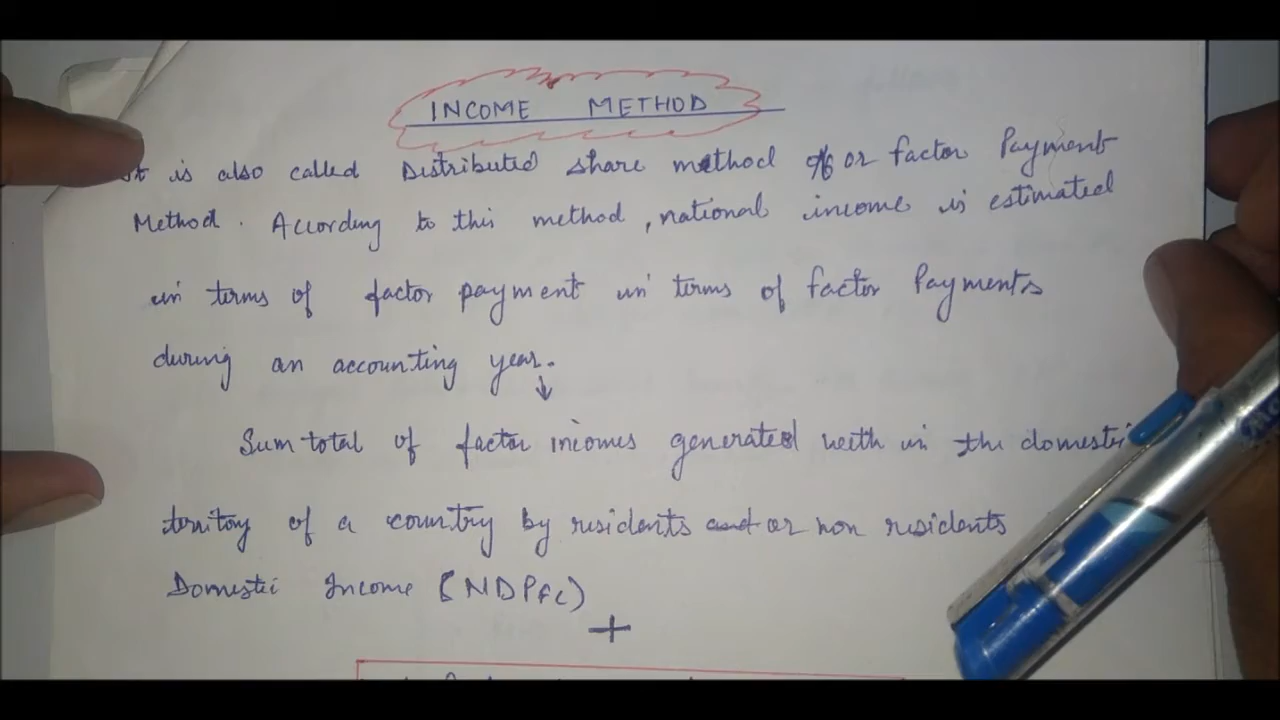 INCOME METHOD
It is also called Distributed share method or factor Payment
Method. According to this method, national income is estimated
in terms of factor payment in terms of factor Payments
during an accounting year.
↓
Sum total of factor incomes generated with in the domesti
territory of a country by residents and or non residents
Domestic Income (NDPFC)
+